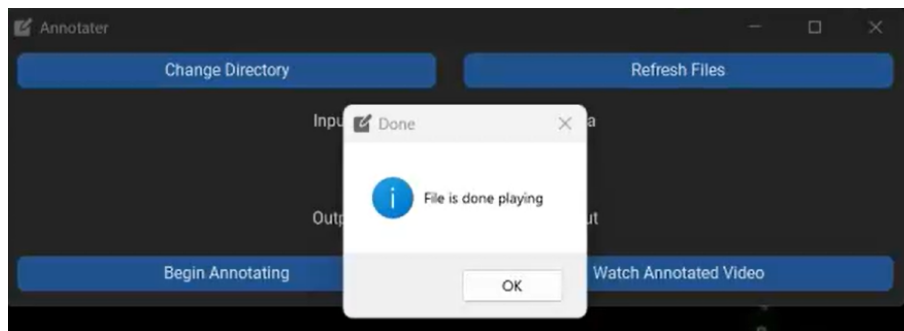 Annotater
Change Directory
Refresh Files
Done
File is done playing
Begin Annotating
Watch Annotated Video
OK